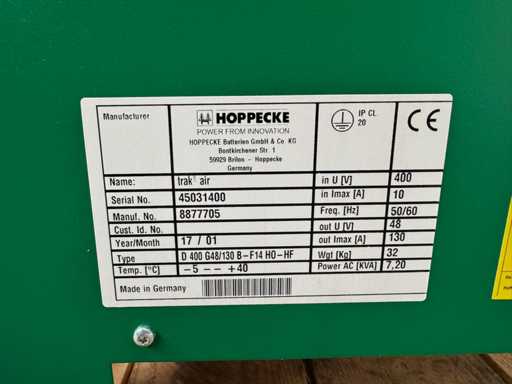 Manufacturer
HOPPECKE
POWER FROM INNOVATION
HOPPECKE Batterien GmbH & Co. KG
Bontkirchener Str. 1
59929 Brilon - Hoppecke
Germany
IP CL.
20
CE
Name: trak air
Serial No. 45031400
Manuf. No. 8877705
Cust. Id. No.
Year/Month 17 / 01
Type D 400 G48/130 B-F14 HO-HF
Temp. [°C] -5 -- +40
in U [V] 400
in Imax [A] 10
Freq. [Hz] 50/60
out U [V] 48
out Imax [A] 130
Wgt [Kg] 32
Power AC [KVA] 7,20
Made in Germany